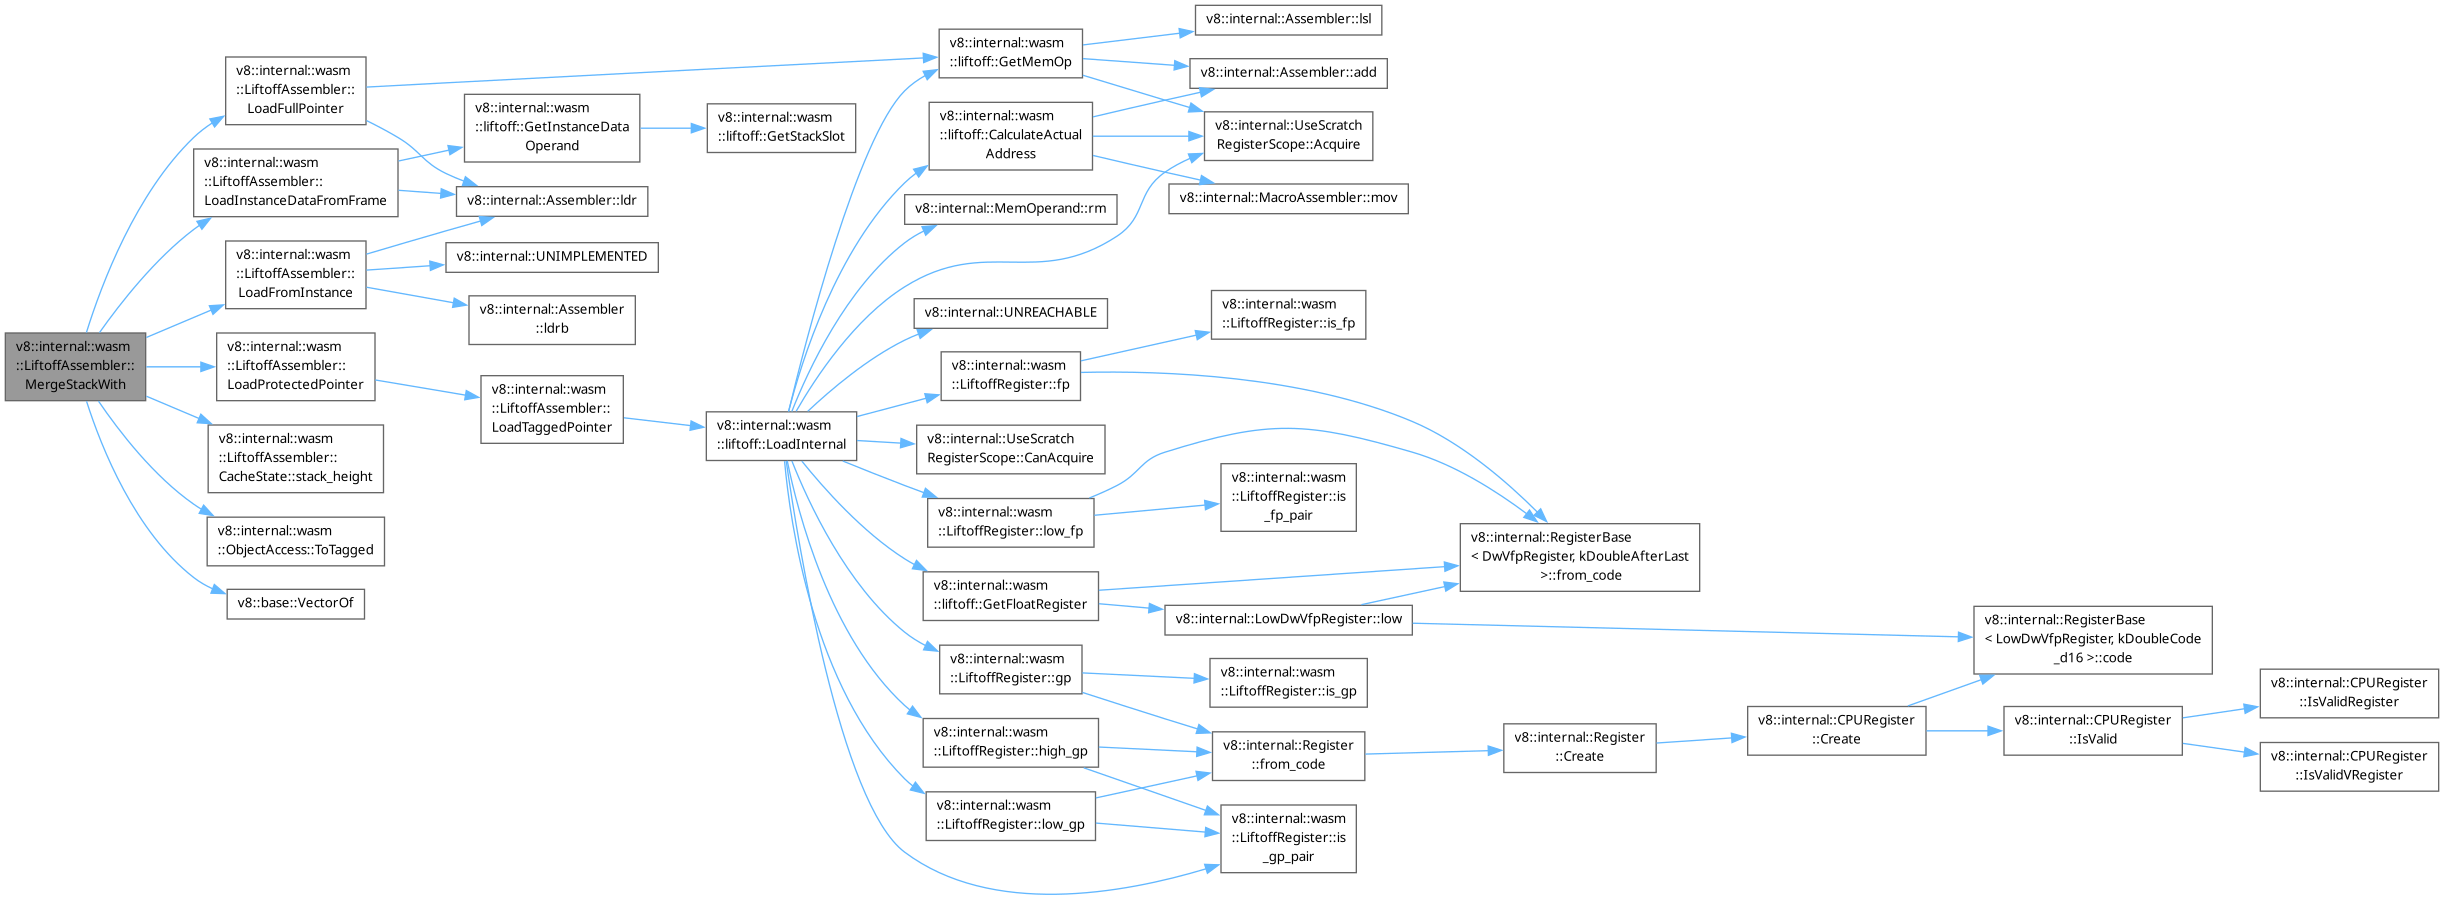 v8::internal::wasm
::LiftoffAssembler::
MergeStackWith
v8::internal::wasm
::LiftoffAssembler::
LoadFullPointer
v8::internal::wasm
::LiftoffAssembler::
LoadInstanceDataFromFrame
v8::internal::wasm
::LiftoffAssembler::
LoadFromInstance
v8::internal::wasm
::LiftoffAssembler::
LoadProtectedPointer
v8::internal::wasm
::LiftoffAssembler::
CacheState::stack_height
v8::internal::wasm
::ObjectAccess::ToTagged
v8::base::VectorOf
v8::internal::wasm
::liftoff::GetInstanceData
Operand
v8::internal::Assembler::ldr
v8::internal::UNIMPLEMENTED
v8::internal::Assembler
::ldrb
v8::internal::wasm
::LiftoffAssembler::
LoadTaggedPointer
v8::internal::wasm
::liftoff::GetStackSlot
v8::internal::wasm
::liftoff::LoadInternal
v8::internal::wasm
::liftoff::GetMemOp
v8::internal::wasm
::liftoff::CalculateActual
Address
v8::internal::MemOperand::rm
v8::internal::UNREACHABLE
v8::internal::wasm
::LiftoffRegister::fp
v8::internal::UseScratch
RegisterScope::CanAcquire
v8::internal::wasm
::LiftoffRegister::low_fp
v8::internal::wasm
::liftoff::GetFloatRegister
v8::internal::wasm
::LiftoffRegister::gp
v8::internal::wasm
::LiftoffRegister::high_gp
v8::internal::wasm
::LiftoffRegister::low_gp
v8::internal::Assembler::lsl
v8::internal::Assembler::add
v8::internal::UseScratch
RegisterScope::Acquire
v8::internal::MacroAssembler::mov
v8::internal::wasm
::LiftoffRegister::is_fp
v8::internal::wasm
::LiftoffRegister::is
_fp_pair
v8::internal::LowDwVfpRegister::low
v8::internal::wasm
::LiftoffRegister::is_gp
v8::internal::Register
::from_code
v8::internal::wasm
::LiftoffRegister::is
_gp_pair
v8::internal::RegisterBase
< DwVfpRegister, kDoubleAfterLast
>::from_code
v8::internal::Register
::Create
v8::internal::CPURegister
::Create
v8::internal::RegisterBase
< LowDwVfpRegister, kDoubleCode
_d16 >::code
v8::internal::CPURegister
::IsValid
v8::internal::CPURegister
::IsValidRegister
v8::internal::CPURegister
::IsValidVRegister